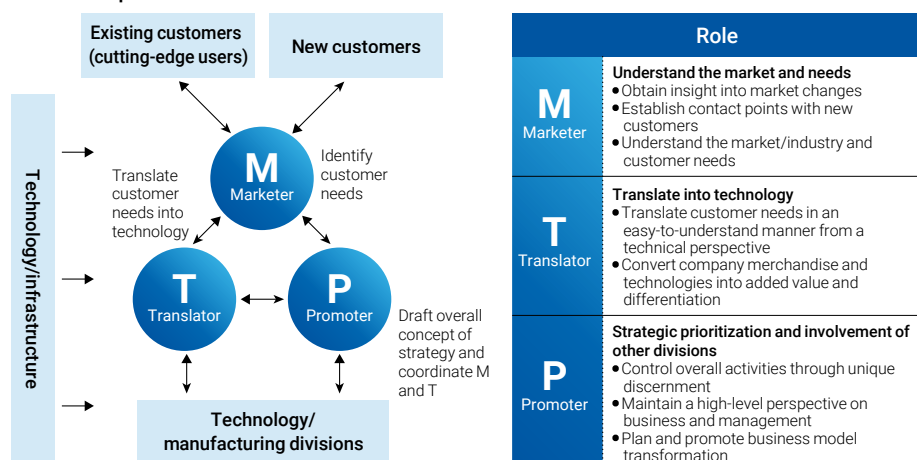 Existing customers
(cutting-edge users)
New customers
Technology/infrastructure
M
Marketer
Identify
customer
needs
Translate
customer
needs into
technology
T
Translator
P
Promoter
Draft overall
concept of
strategy and
coordinate M
and T
Technology/
manufacturing divisions
Role
M
Marketer
Understand the market and needs
●Obtain insight into market changes
●Establish contact points with new
customers
●Understand the market/industry and
customer needs
T
Translator
Translate into technology
●Translate customer needs in an
easy-to-understand manner from a
technical perspective
●Convert company merchandise and
technologies into added value and
differentiation
P
Promoter
Strategic prioritization and involvement of
other divisions
●Control overall activities through unique
discernment
●Maintain a high-level perspective on
business and management
●Plan and promote business model
transformation